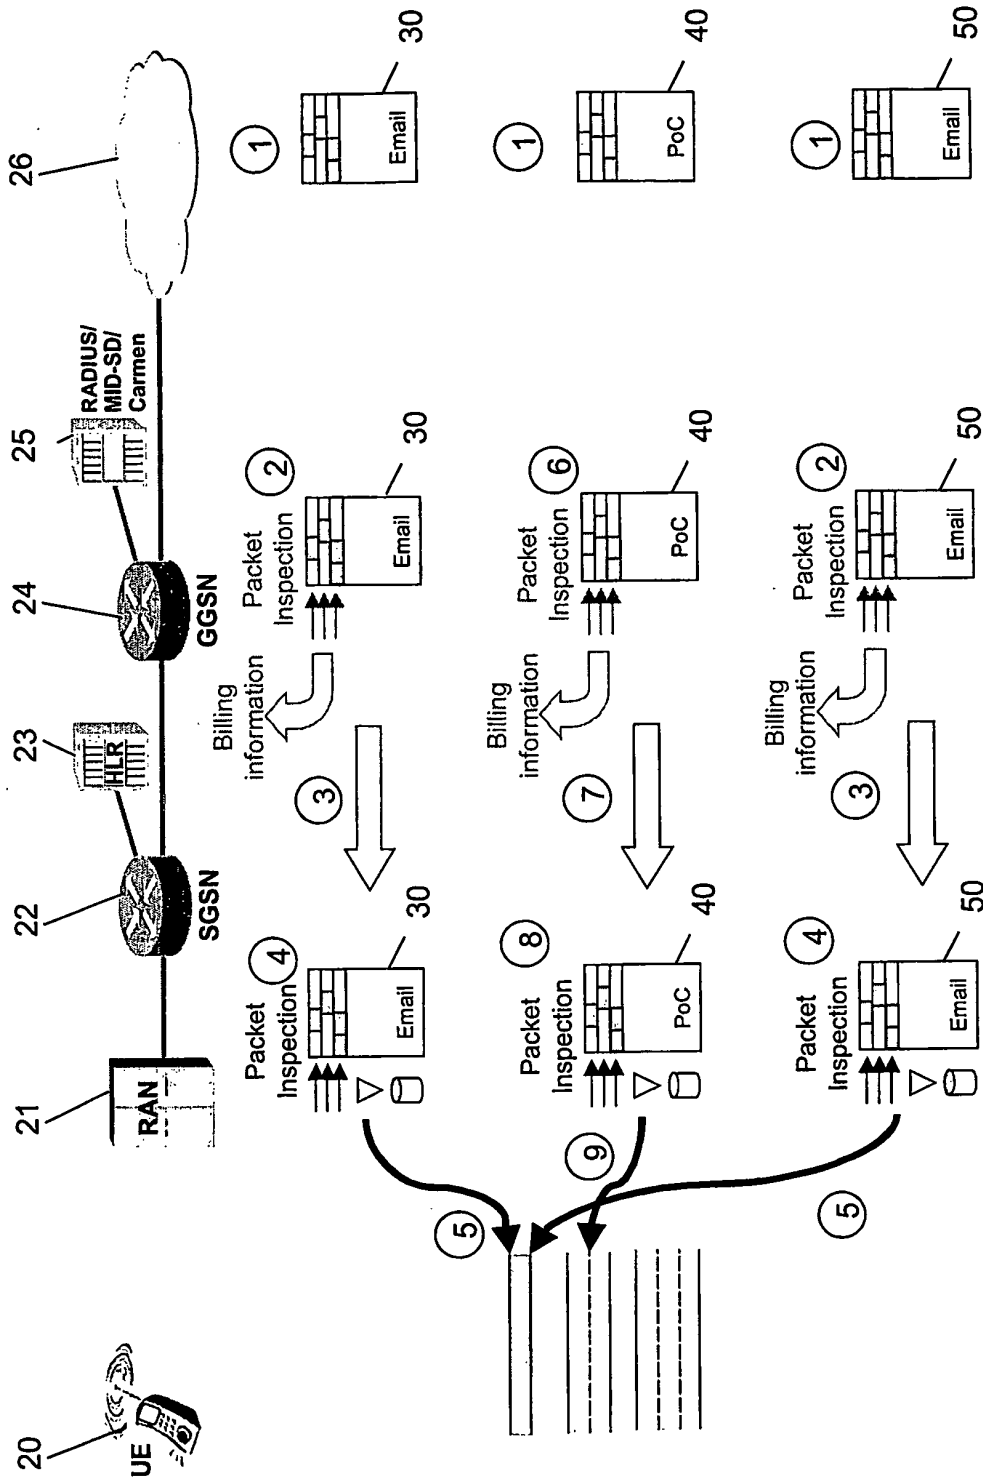 20
21
22
23
24
25
26
UE
RAN
SGSN
HLR
GGSN
RADIUS/
MID-SD/
Carmen
Packet
Inspection
4
Email
30
3
Billing
information
Packet
Inspection
2
Email
30
1
Email
30
5
Packet
Inspection
8
PoC
40
9
7
Billing
information
Packet
Inspection
6
PoC
40
1
PoC
40
5
Packet
Inspection
4
Email
50
3
Billing
information
Packet
Inspection
2
Email
50
1
Email
50